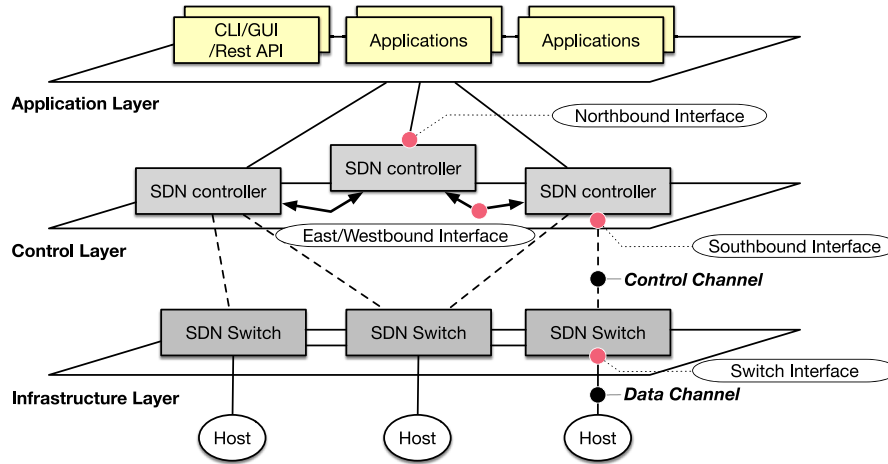 CLI/GUI
/Rest API
Applications
Applications
Application Layer
Northbound Interface
SDN controller
SDN controller
SDN controller
East/Westbound Interface
Southbound Interface
Control Layer
Control Channel
SDN Switch
SDN Switch
SDN Switch
Switch Interface
Infrastructure Layer
Data Channel
Host
Host
Host